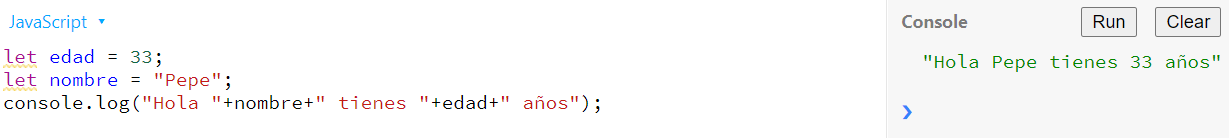 JavaScript
let edad = 33;
let nombre = "Pepe";
console.log("Hola "+nombre+" tienes "+edad+" años");
Console
Run
Clear
"Hola Pepe tienes 33 años"